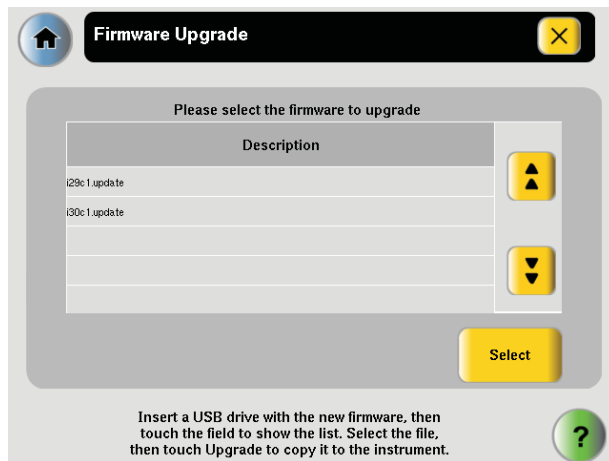 Firmware Upgrade
Please select the firmware to upgrade
Description
i29c1.update
i30c1.update
Select
Insert a USB drive with the new firmware, then
touch the field to show the list. Select the file,
then touch Upgrade to copy it to the instrument.
?